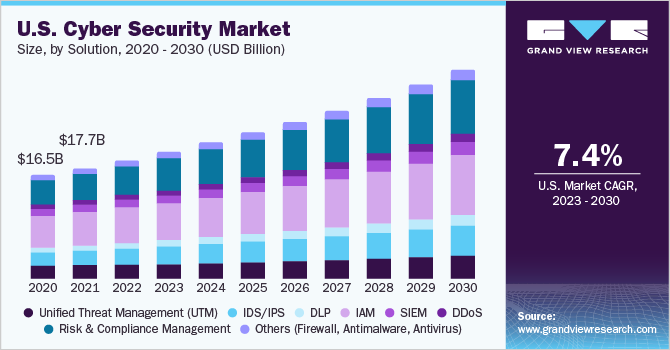 U.S. Cyber Security Market
Size, by Solution, 2020 - 2030 (USD Billion)
$16.5B
$17.7B
2020 2021 2022 2023 2024 2025 2026 2027 2028 2029 2030
Unified Threat Management (UTM) IDS/IPS DLP IAM SIEM DDoS
Risk & Compliance Management Others (Firewall, Antimalware, Antivirus)
GRAND VIEW RESEARCH
7.4%
U.S. Market CAGR,
2023 - 2030
Source:
www.grandviewresearch.com